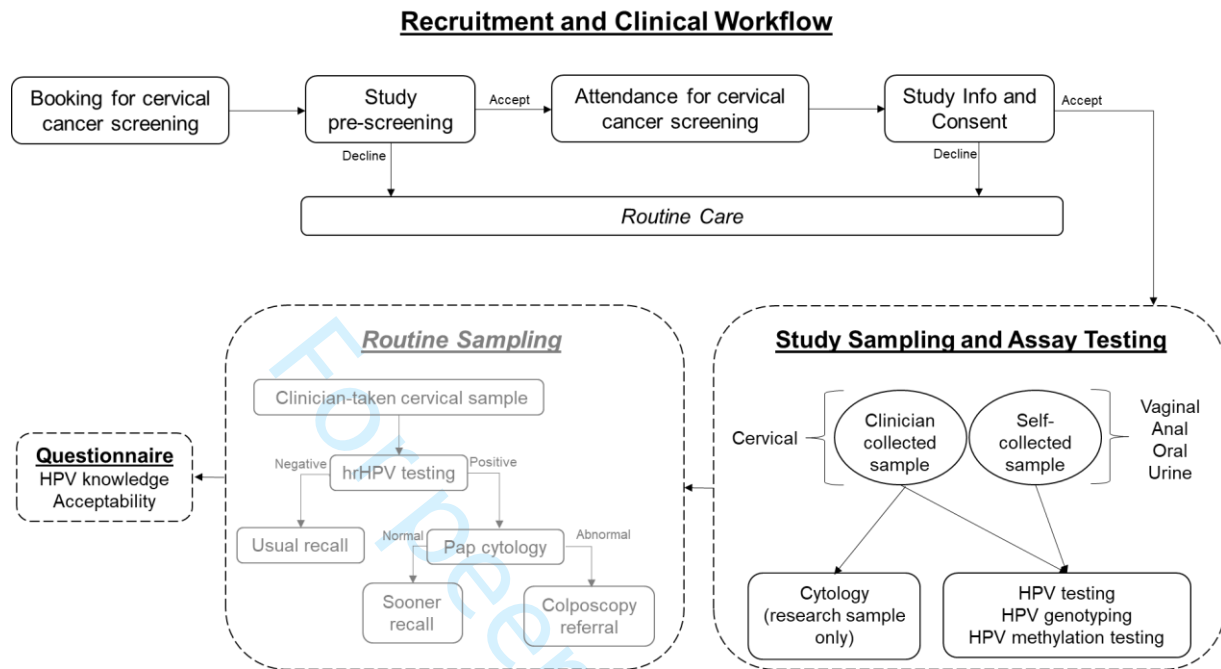 Recruitment and Clinical Workflow
Booking for cervical
cancer screening
Study
pre-screening
Accept
Attendance for cervical
cancer screening
Study Info and
Consent
Accept
Decline
Decline
Routine Care
Routine Sampling
Clinician-taken cervical sample
Negative
hrHPV testing
Positive
Usual recall
Normal
Pap cytology
Abnormal
Sooner
recall
Colposcopy
referral
Questionnaire
HPV knowledge
Acceptability
Study Sampling and Assay Testing
Cervical
Clinician
collected
sample
Self-
collected
sample
Vaginal
Anal
Oral
Urine
Cytology
(research sample
only)
HPV testing
HPV genotyping
HPV methylation testing
For peer